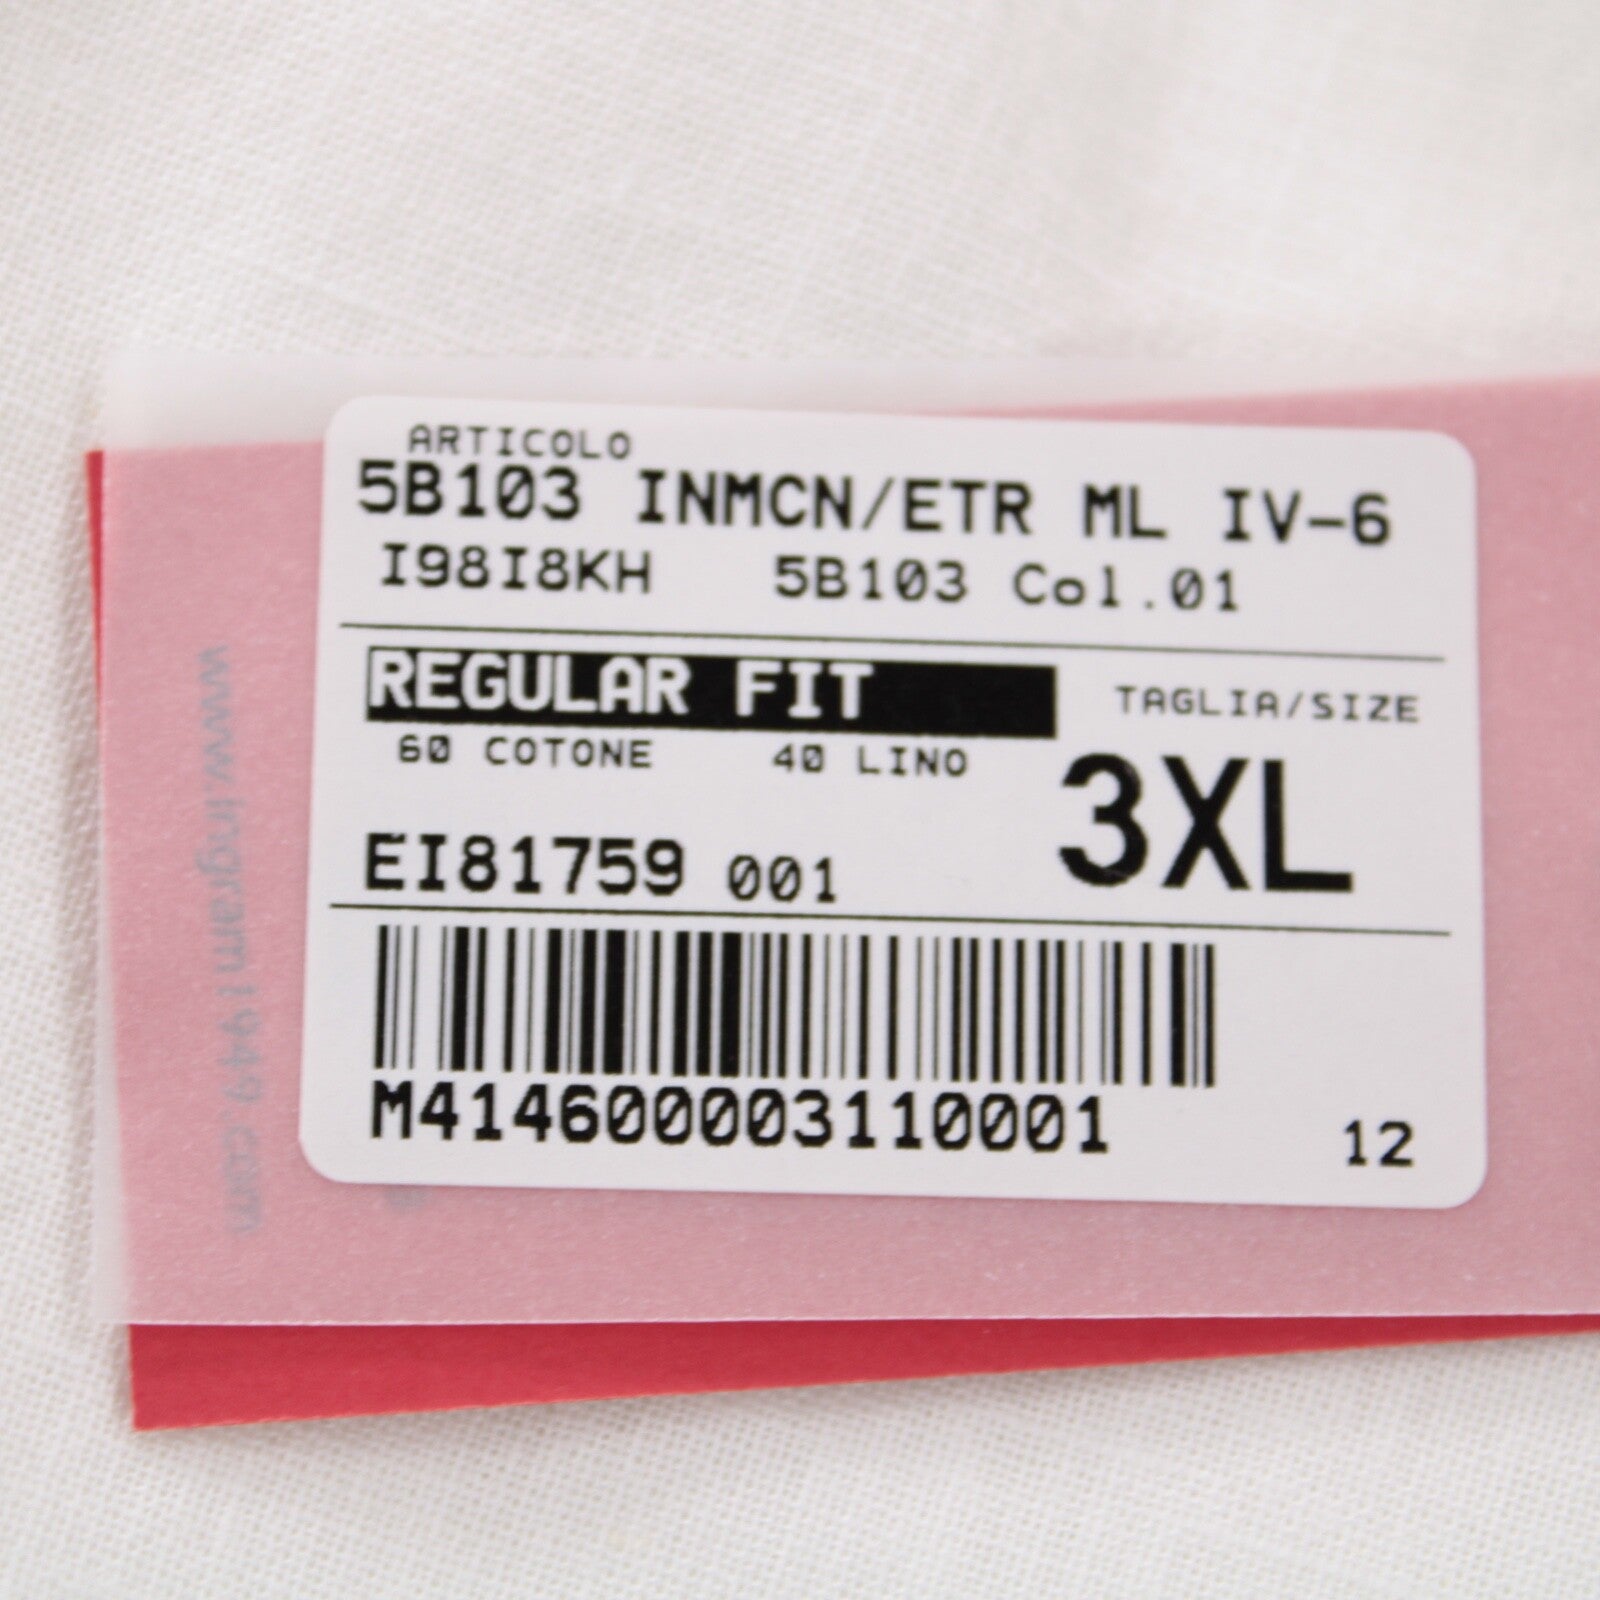 ARTICOLO
5B103 INMCN/ETR ML IV-6
I98I8KH 5B103 Col.01
REGULAR FIT
TAGLIA/SIZE
60 COTONE 40 LINO
3XL
EI81759 001
M4146000003110001
12
www.ingram1949.com